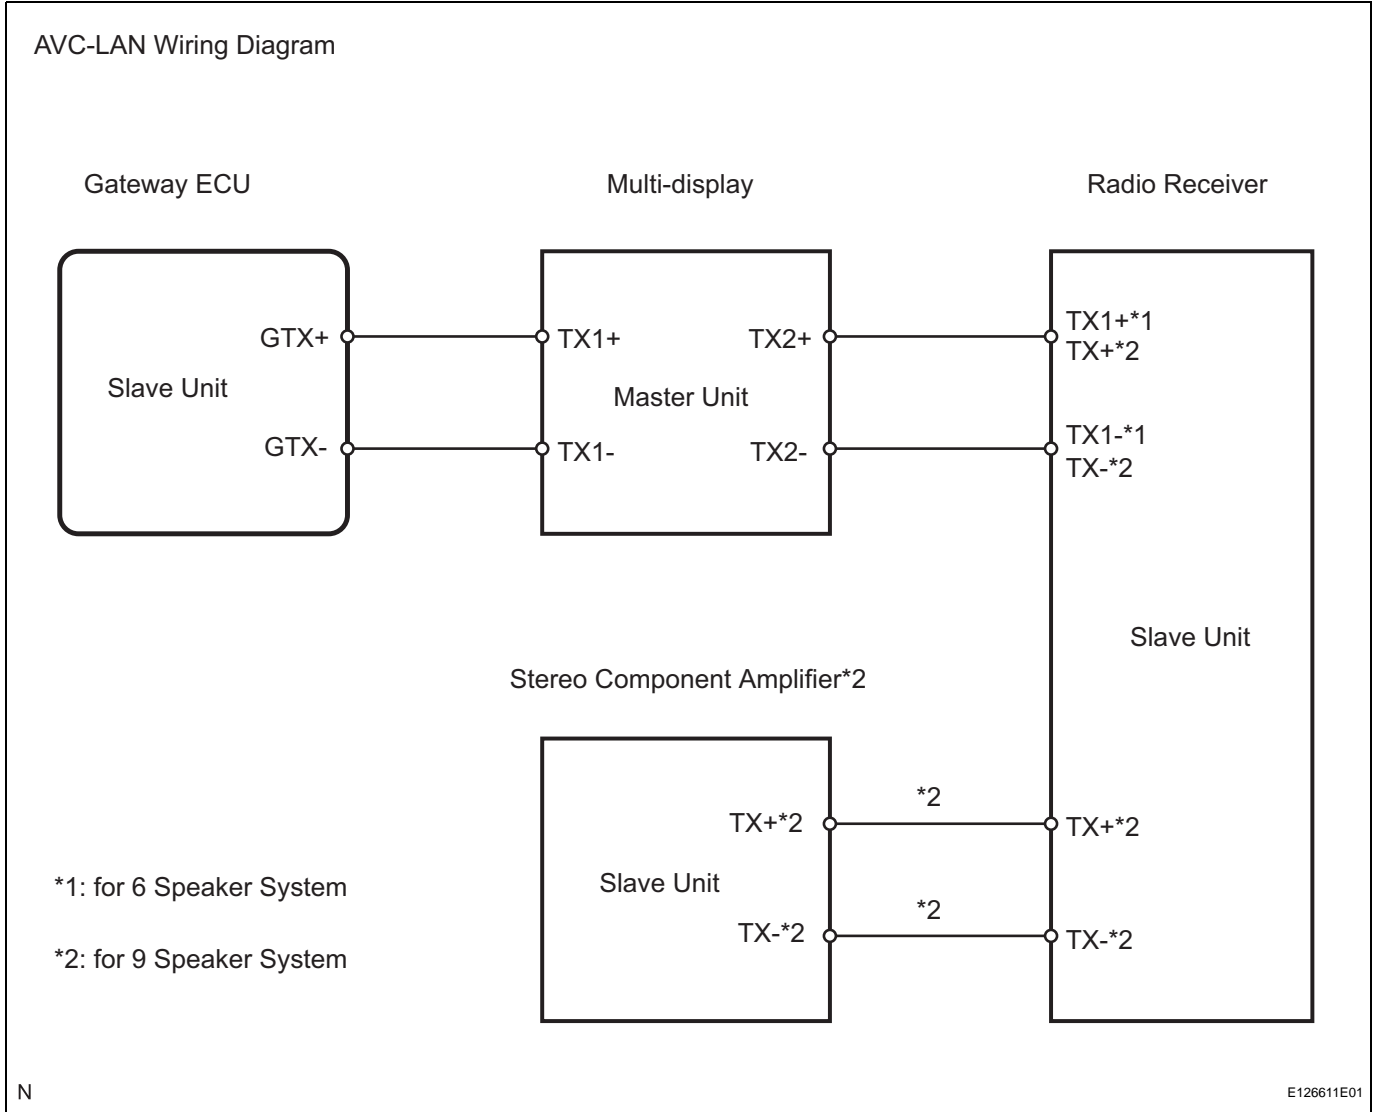 AVC-LAN Wiring Diagram
Gateway ECU
Multi-display
Radio Receiver
GTX+
TX1+
TX2+
TX1+*1
TX+*2
Slave Unit
Master Unit
GTX-
TX1-
TX2-
TX1-*1
TX-*2
Slave Unit
Stereo Component Amplifier*2
*2
TX+*2
TX+*2
Slave Unit
*2
TX-*2
TX-*2
*1: for 6 Speaker System
*2: for 9 Speaker System
N
E126611E01